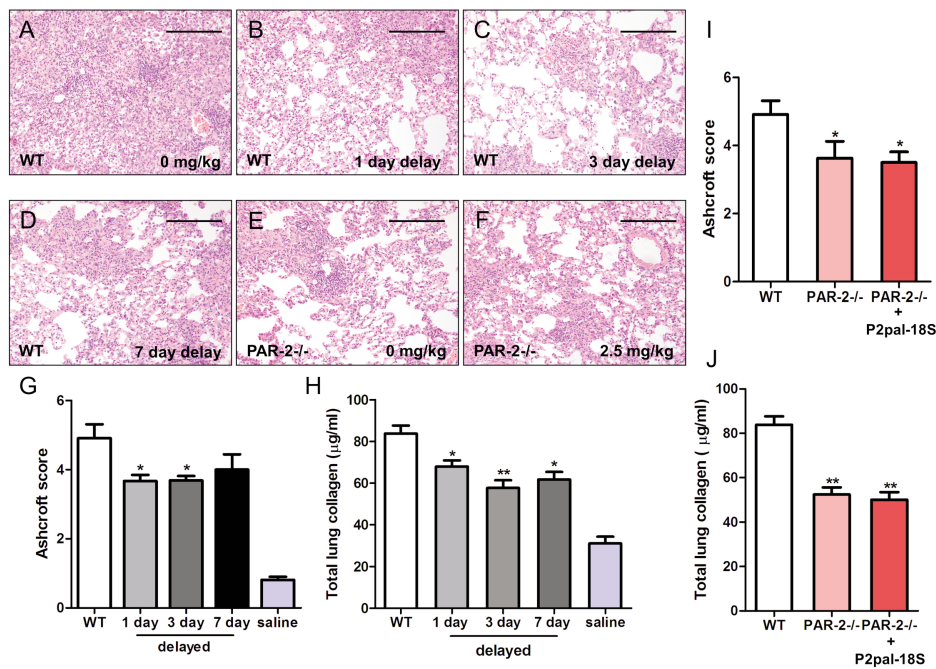 A
WT
0 mg/kg
B
WT
1 day delay
C
WT
3 day delay
D
WT
7 day delay
E
PAR-2-/-
0 mg/kg
F
PAR-2-/-
2.5 mg/kg
G
Ashcroft score
6
4
2
0
*
*
WT
1 day
3 day
7 day
saline
delayed
H
Total lung collagen (μg/ml)
100
80
60
40
20
0
*
**
*
WT
1 day
3 day
7 day
saline
delayed
I
Ashcroft score
6
4
2
0
*
*
WT
PAR-2-/-
PAR-2-/-
+
P2pal-18S
J
Total lung collagen ( μg/ml)
100
80
60
40
20
0
**
**
WT
PAR-2-/-
PAR-2-/-
+
P2pal-18S